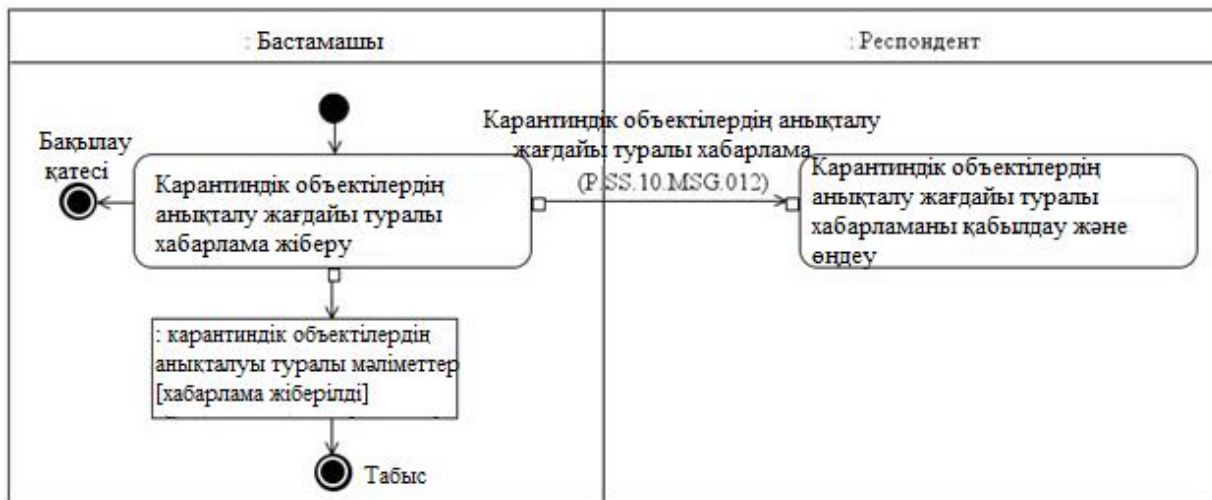 : Бастамашы
: Респондент
Бақылау
қатесі
Карантиндік объектілердің
анықталу жағдайы туралы
хабарлама жіберу
Карантиндік объектілердің анықталу
жағдайы туралы хабарлама
(P.SS.10.MSG.012)
Карантиндік объектілердің
анықталу жағдайы туралы
хабарламаны қабылдау және
өңдеу
: карантиндік объектілердің
анықталуы туралы мәліметтер
[хабарлама жіберілді]
Табыс